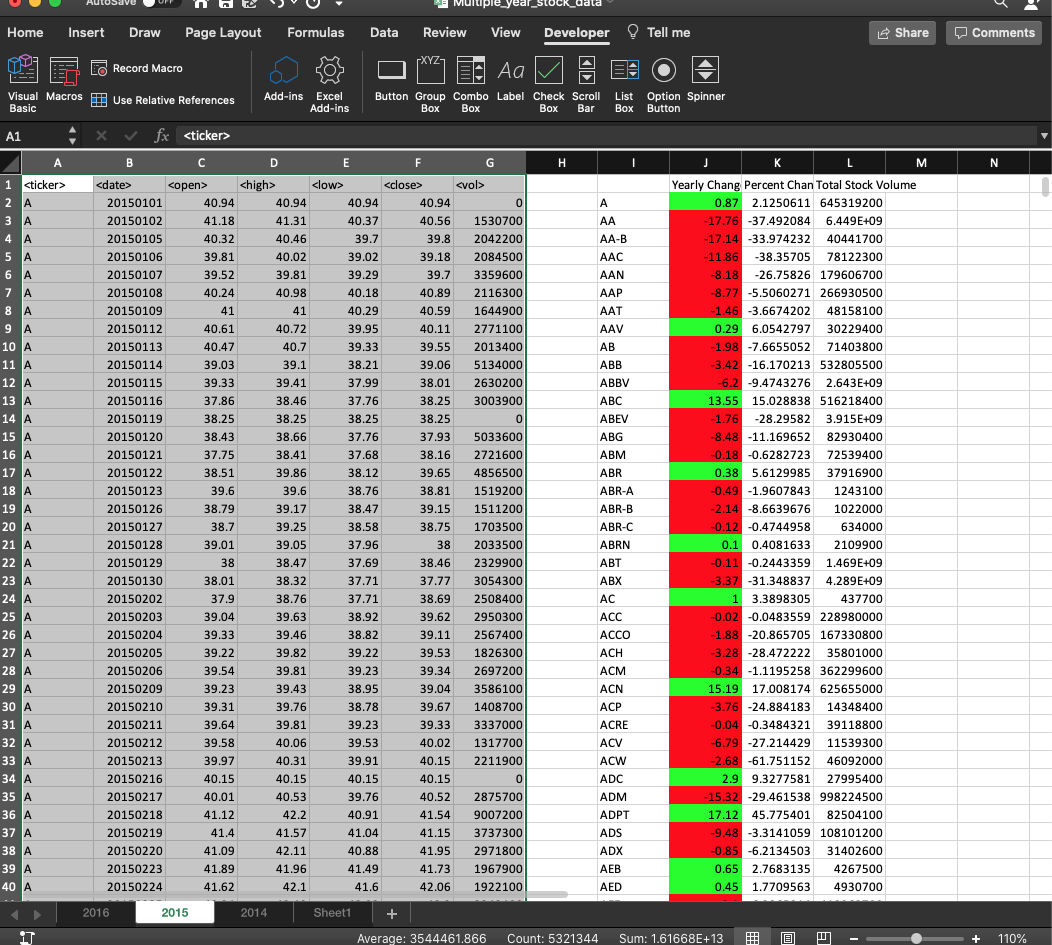 AutoSave OFF Multiple_year_stock_data
Home Insert Draw Page Layout Formulas Data Review View Developer Tell me Share Comments
Visual Basic Macros Record Macro Use Relative References Add-ins Excel Add-ins Button Group Box Combo Box Label Check Box Scroll Bar List Box Option Button Spinner
A1 fx <ticker>
A B C D E F G H I J K L M N
1 <ticker> <date> <open> <high> <low> <close> <vol> Yearly Chang Percent Chan Total Stock Volume
2 A 20150101 40.94 40.94 40.94 40.94 0 A 0.87 2.1250611 645319200
3 A 20150102 41.18 41.31 40.37 40.56 1530700 AA -17.76 -37.492084 6.449E+09
4 A 20150105 40.32 40.46 39.7 39.8 2042200 AA-B -17.14 -33.974232 40441700
5 A 20150106 39.81 40.02 39.02 39.18 2084500 AAC -11.86 -38.35705 78122300
6 A 20150107 39.52 39.81 39.29 39.7 3359600 AAN -8.18 -26.75826 179606700
7 A 20150108 40.24 40.98 40.18 40.89 2116300 AAP -8.77 -5.5060271 266930500
8 A 20150109 41 41 40.29 40.59 1644900 AAT -1.46 -3.6674202 48158100
9 A 20150112 40.61 40.72 39.95 40.11 2771100 AAV 0.29 6.0542797 30229400
10 A 20150113 40.47 40.7 39.33 39.55 2013400 AB -1.98 -7.6655052 71403800
11 A 20150114 39.03 39.1 38.21 39.06 5134000 ABB -3.42 -16.170213 532805500
12 A 20150115 39.33 39.41 37.99 38.01 2630200 ABBV -6.2 -9.4743276 2.643E+09
13 A 20150116 37.86 38.46 37.76 38.25 3003900 ABC 13.55 15.028838 516218400
14 A 20150119 38.25 38.25 38.25 38.25 0 ABEV -1.76 -28.29582 3.915E+09
15 A 20150120 38.43 38.66 37.76 37.93 5033600 ABG -8.48 -11.169652 82930400
16 A 20150121 37.75 38.41 37.68 38.16 2721600 ABM -0.18 -0.6282723 72539400
17 A 20150122 38.51 39.86 38.12 39.65 4856500 ABR 0.38 5.6129985 37916900
18 A 20150123 39.6 39.6 38.76 38.81 1519200 ABR-A -0.49 -1.9607843 1243100
19 A 20150126 38.79 39.17 38.47 39.15 1511200 ABR-B -2.14 -8.6639676 1022000
20 A 20150127 38.7 39.25 38.58 38.75 1703500 ABR-C -0.12 -0.4744958 634000
21 A 20150128 39.01 39.05 37.96 38 2033500 ABRN 0.1 0.4081633 2109900
22 A 20150129 38 38.47 37.69 38.46 2329900 ABT -0.11 -0.2443359 1.469E+09
23 A 20150130 38.01 38.32 37.71 37.77 3054300 ABX -3.37 -31.348837 4.289E+09
24 A 20150202 37.9 38.76 37.71 38.69 2508400 AC 1 3.3898305 437700
25 A 20150203 39.04 39.63 38.92 39.62 2950300 ACC -0.02 -0.0483559 228980000
26 A 20150204 39.33 39.46 38.82 39.11 2567400 ACCO -1.88 -20.865705 167330800
27 A 20150205 39.22 39.82 39.22 39.53 1826300 ACH -3.28 -28.472222 35801000
28 A 20150206 39.54 39.81 39.23 39.34 2697200 ACM -0.34 -1.1195258 362299600
29 A 20150209 39.23 39.43 38.95 39.04 3586100 ACN 15.19 17.008174 625655000
30 A 20150210 39.31 39.76 38.78 39.67 1408700 ACP -3.76 -24.884183 14348400
31 A 20150211 39.64 39.81 39.23 39.33 3337000 ACRE -0.04 -0.3484321 39118800
32 A 20150212 39.58 40.06 39.53 40.02 1317700 ACV -6.79 -27.214429 11539300
33 A 20150213 39.97 40.31 39.91 40.15 2211900 ACW -2.68 -61.751152 46092000
34 A 20150216 40.15 40.15 40.15 40.15 0 ADC 2.9 9.3277581 27995400
35 A 20150217 40.01 40.53 39.76 40.52 2875700 ADM -15.32 -29.461538 998224500
36 A 20150218 41.12 42.2 40.91 41.54 9007200 ADPT 17.12 45.775401 82504100
37 A 20150219 41.4 41.57 41.04 41.15 3737300 ADS -9.48 -3.3141059 108101200
38 A 20150220 41.09 42.11 40.88 41.95 2971800 ADX -0.85 -6.2134503 31402600
39 A 20150223 41.89 41.96 41.49 41.73 1967900 AEB 0.65 2.7683135 4267500
40 A 20150224 41.62 42.1 41.6 42.06 1922100 AED 0.45 1.7709563 4930700
2016 2015 2014 Sheet1 +
Average: 3544461.866 Count: 5321344 Sum: 1.61668E+13 − + 110%